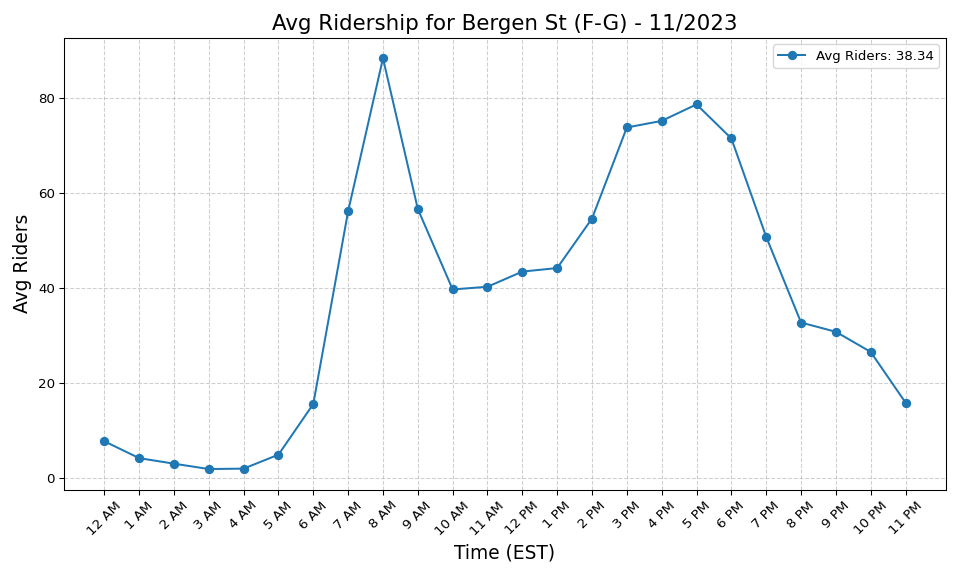 Avg Ridership for Bergen St (F-G) - 11/2023
Avg Riders: 38.34
Avg Riders
80
60
40
20
0
12 AM
1 AM
2 AM
3 AM
4 AM
5 AM
6 AM
7 AM
8 AM
9 AM
10 AM
11 AM
12 PM
1 PM
2 PM
3 PM
4 PM
5 PM
6 PM
7 PM
8 PM
9 PM
10 PM
11 PM
Time (EST)